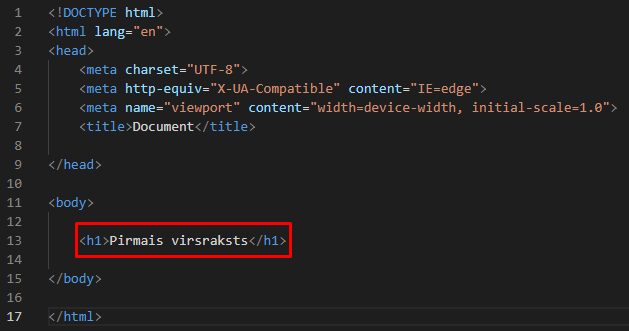 1 <!DOCTYPE html>
2 <html lang="en">
3 <head>
4     <meta charset="UTF-8">
5     <meta http-equiv="X-UA-Compatible" content="IE=edge">
6     <meta name="viewport" content="width=device-width, initial-scale=1.0">
7     <title>Document</title>
8
9 </head>
10
11 <body>
12
13     <h1>Pirmais virsraksts</h1>
14
15 </body>
16
17 </html>